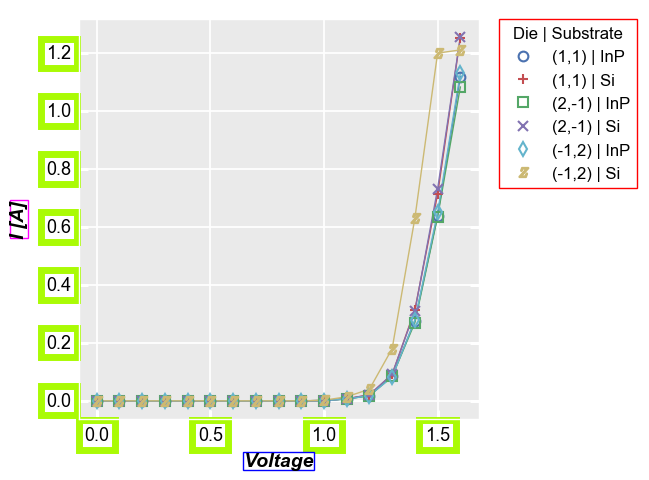 Die | Substrate
(1,1) | InP
(1,1) | Si
(2,-1) | InP
(2,-1) | Si
(-1,2) | InP
(-1,2) | Si
I [A]
1.2
1.0
0.8
0.6
0.4
0.2
0.0
0.0 0.5 1.0 1.5
Voltage